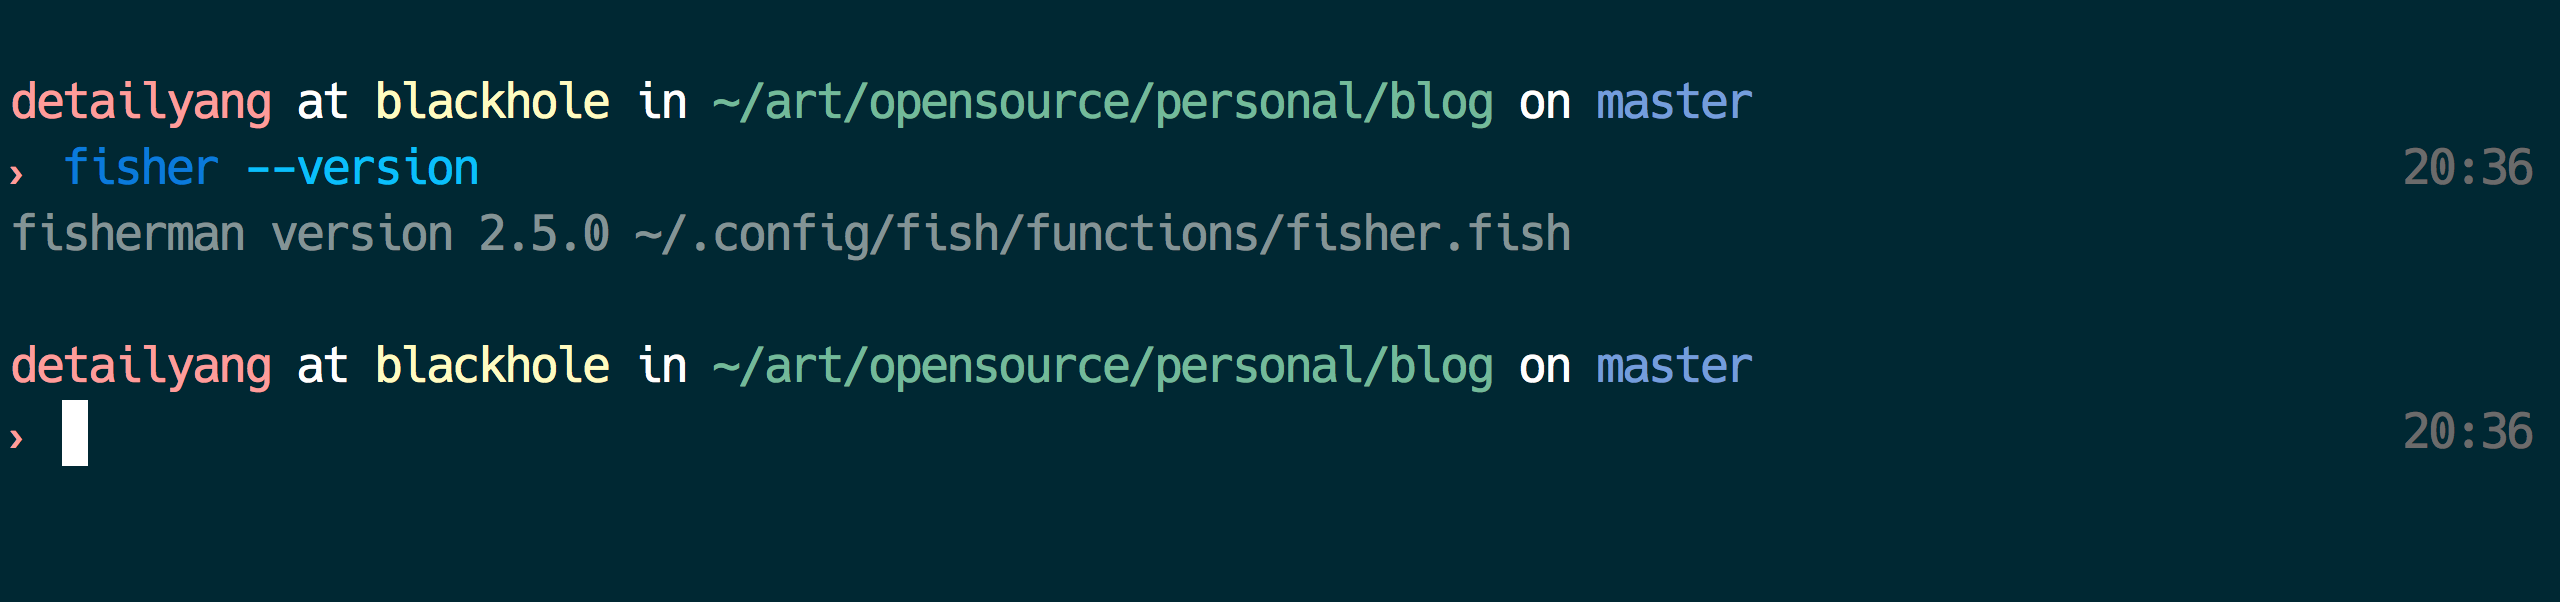 detailyang at blackhole in ~/art/opensource/personal/blog on master
› fisher --version 20:36
fisherman version 2.5.0 ~/.config/fish/functions/fisher.fish
detailyang at blackhole in ~/art/opensource/personal/blog on master
› 20:36